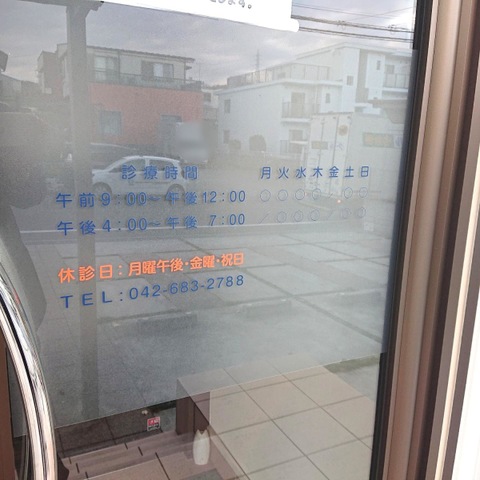 診療時間 月火水木金土日
午前9:00~午後12:00 ○○○○／○○
午後4:00~午後 7:00 ／○○○／○○
休診日:月曜午後・金曜・祝日
TEL:042-683-2788